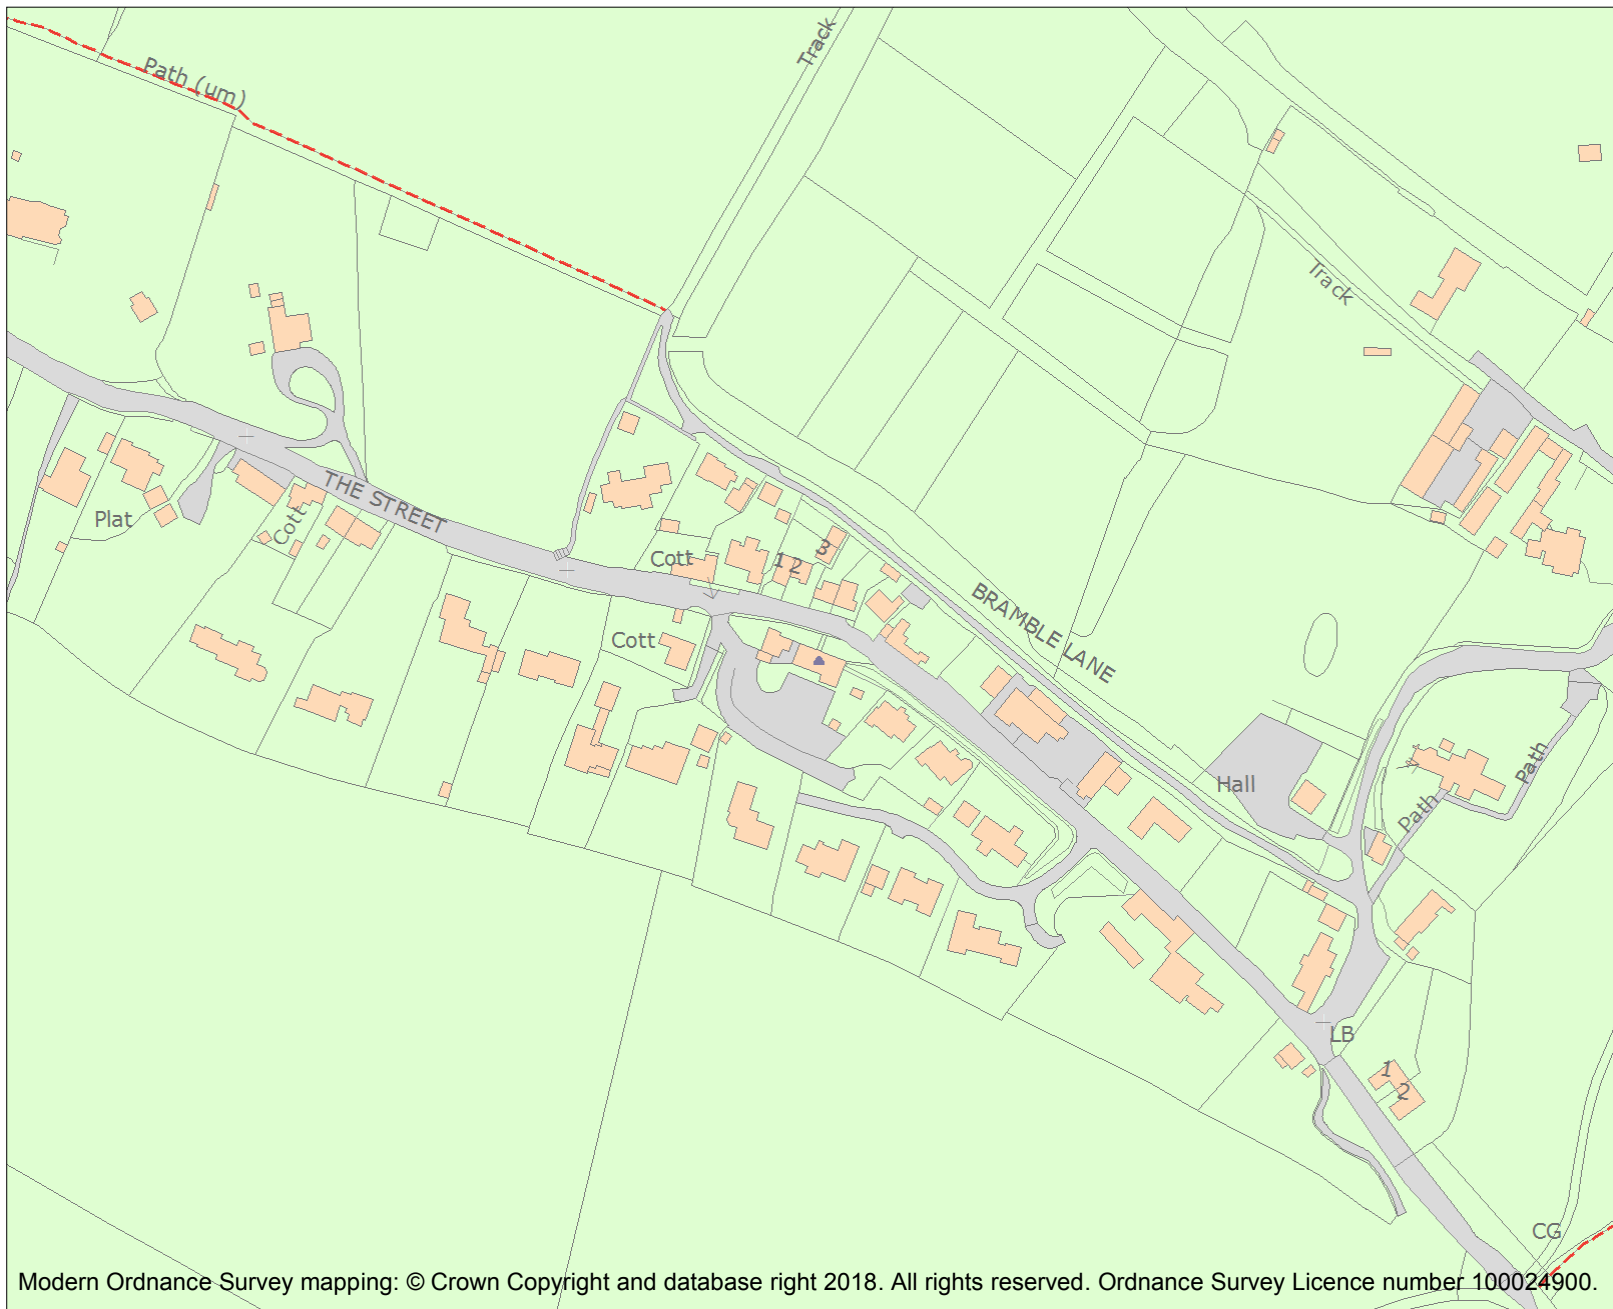 Track
Path (um)
Track
THE STREET
Plat
Cott
Cott
1 2
3
BRAMBLE LANE
Cott
Hall
Path
Path
LB
1
2
CG
Modern Ordnance Survey mapping: © Crown Copyright and database right 2018. All rights reserved. Ordnance Survey Licence number 100024900.